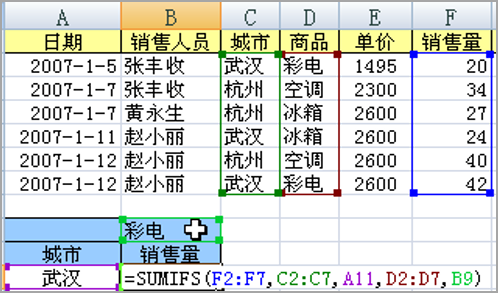 A B C D E F
日期 销售人员 城市 商品 单价 销售量
2007-1-5 张丰收 武汉 彩电 1495 20
2007-1-7 张丰收 杭州 空调 2300 34
2007-1-7 黄永生 杭州 冰箱 2600 27
2007-1-11 赵小丽 武汉 冰箱 2600 24
2007-1-12 赵小丽 杭州 空调 2600 40
2007-1-12 赵小丽 武汉 彩电 2600 42
彩电
城市 销售量
武汉 =SUMIFS(F2:F7,C2:C7,A11,D2:D7,B9)